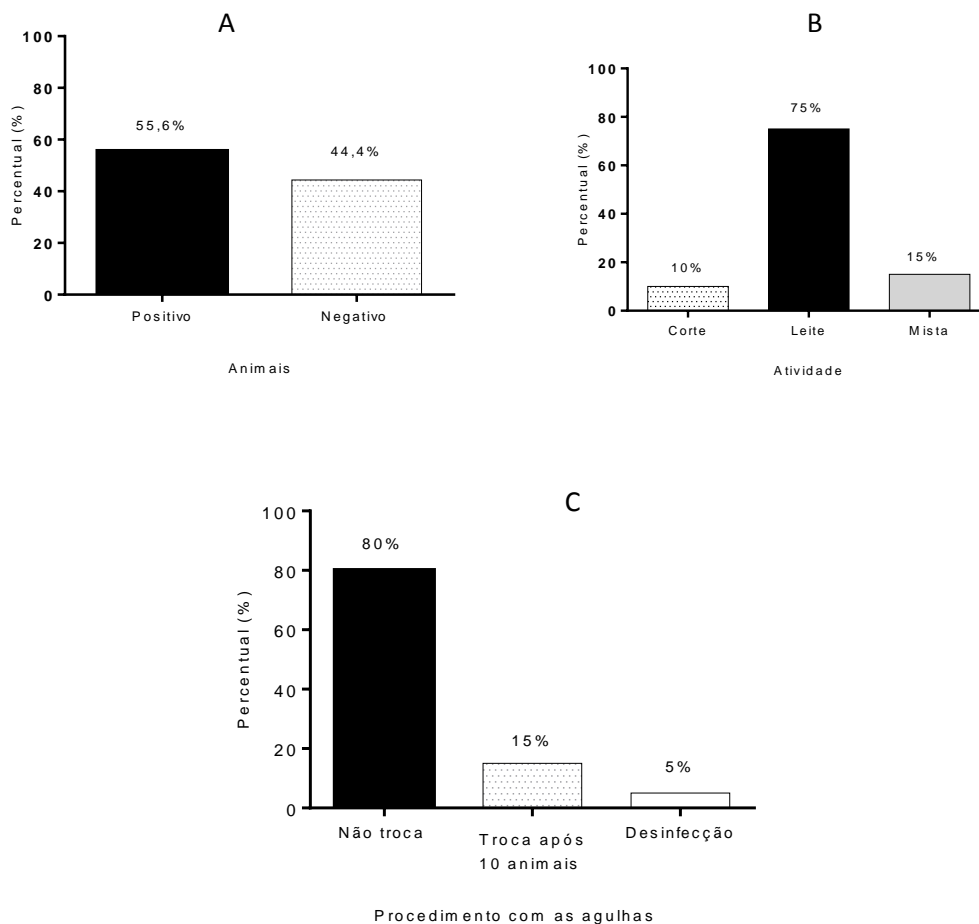 A
Percentual (%)
100
80
60
40
20
0
55,6%
44,4%
Positivo
Negativo
Animais
B
Percentual (%)
100
80
60
40
20
0
10%
75%
15%
Corte
Leite
Mista
Atividade
C
Percentual (%)
100
80
60
40
20
0
80%
15%
5%
Não troca
Troca após
10 animais
Desinfecção
Procedimento com as agulhas